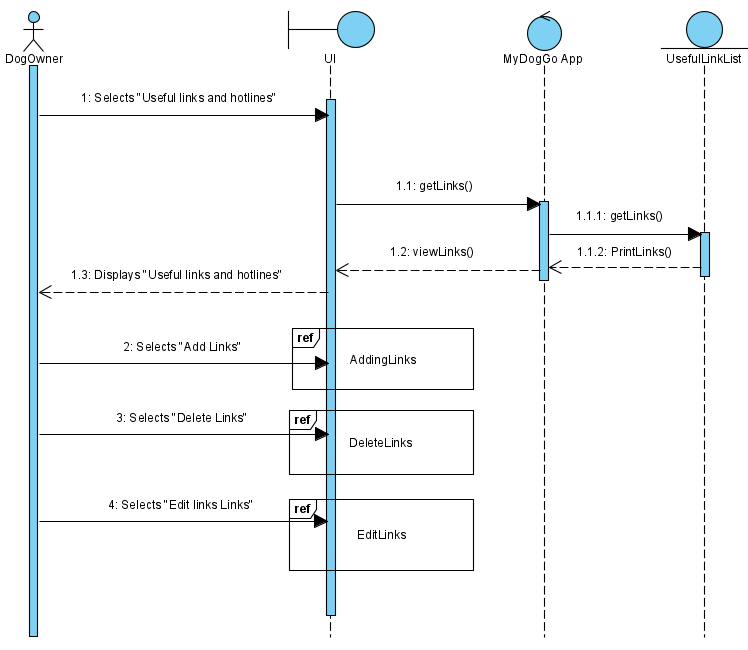 DogOwner
UI
MyDogGo App
UsefulLinkList
1: Selects "Useful links and hotlines"
1.1: getLinks()
1.1.1: getLinks()
1.2: viewLinks()
1.1.2: PrintLinks()
1.3: Displays "Useful links and hotlines"
ref
2: Selects "Add Links"
AddingLinks
ref
3: Selects "Delete Links"
DeleteLinks
ref
4: Selects "Edit links Links"
EditLinks